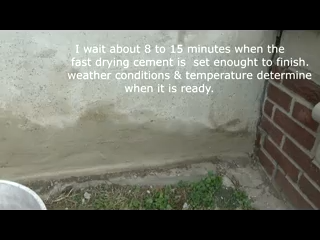 I wait about 8 to 15 minutes when the
fast drying cement is set enought to finish.
weather conditions & temperature determine
when it is ready.